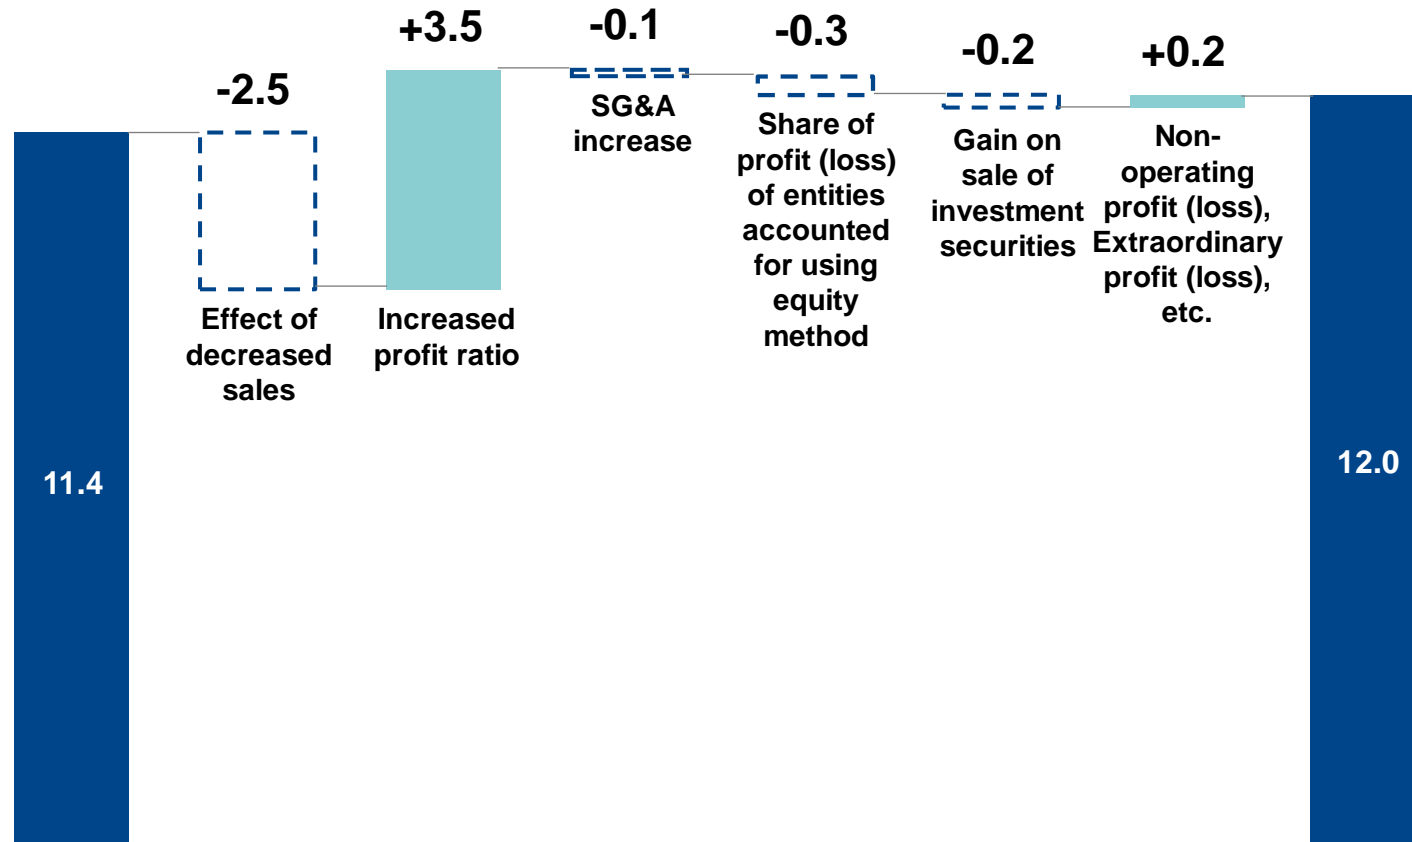 -2.5
Effect of
decreased
sales
+3.5
Increased
profit ratio
-0.1
SG&A
increase
-0.3
Share of
profit (loss)
of entities
accounted
for using
equity
method
-0.2
Gain on
sale of
investment
securities
+0.2
Non-
operating
profit (loss),
Extraordinary
profit (loss),
etc.
11.4
12.0